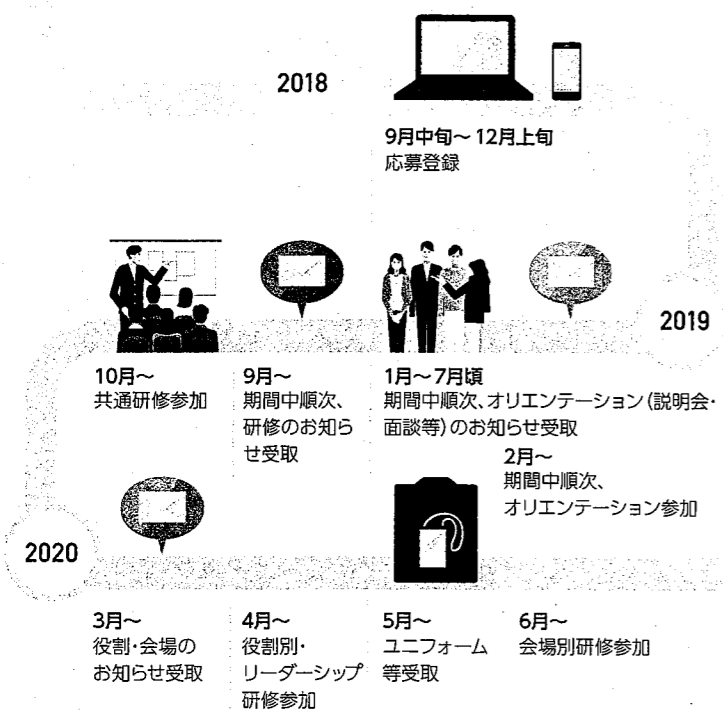 2018
9月中旬～12月上旬
応募登録
2019
1月～7月頃
期間中順次、オリエンテーション（説明会・
面談等）のお知らせ受取
2月～
期間中順次、
オリエンテーション参加
9月～
期間中順次、
研修のお知ら
せ受取
10月～
共通研修参加
2020
3月～
役割・会場の
お知らせ受取
4月～
役割別・
リーダーシップ
研修参加
5月～
ユニフォーム
等受取
6月～
会場別研修参加